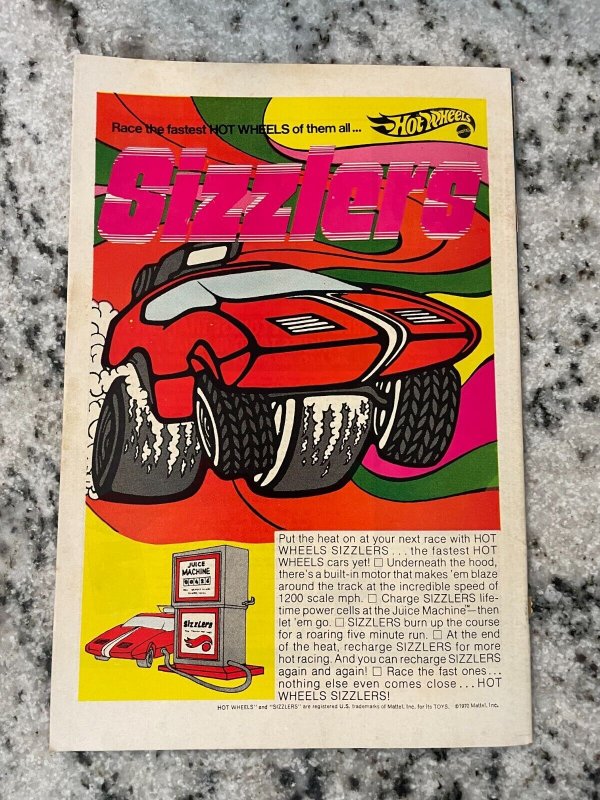 Race the fastest HOT WHEELS of them all...
Hot Wheels
MATTEL
Sizzlers
JUICE
MACHINE
Sizzlers
Put the heat on at your next race with HOT
WHEELS SIZZLERS...the fastest HOT
WHEELS cars yet! □ Underneath the hood,
there's a built-in motor that makes 'em blaze
around the track at the incredible speed of
1200 scale mph. □ Charge SIZZLERS life-
time power cells at the Juice Machine™—then
let 'em go. □ SIZZLERS burn up the course
for a roaring five minute run. □ At the end
of the heat, recharge SIZZLERS for more
hot racing. And you can recharge SIZZLERS
again and again! □ Race the fast ones...
nothing else even comes close...HOT
WHEELS SIZZLERS!
HOT WHEELS" and "SIZZLERS" are registered U.S. trademarks of Mattel, Inc. for its TOYS. ©1970 Mattel, Inc.